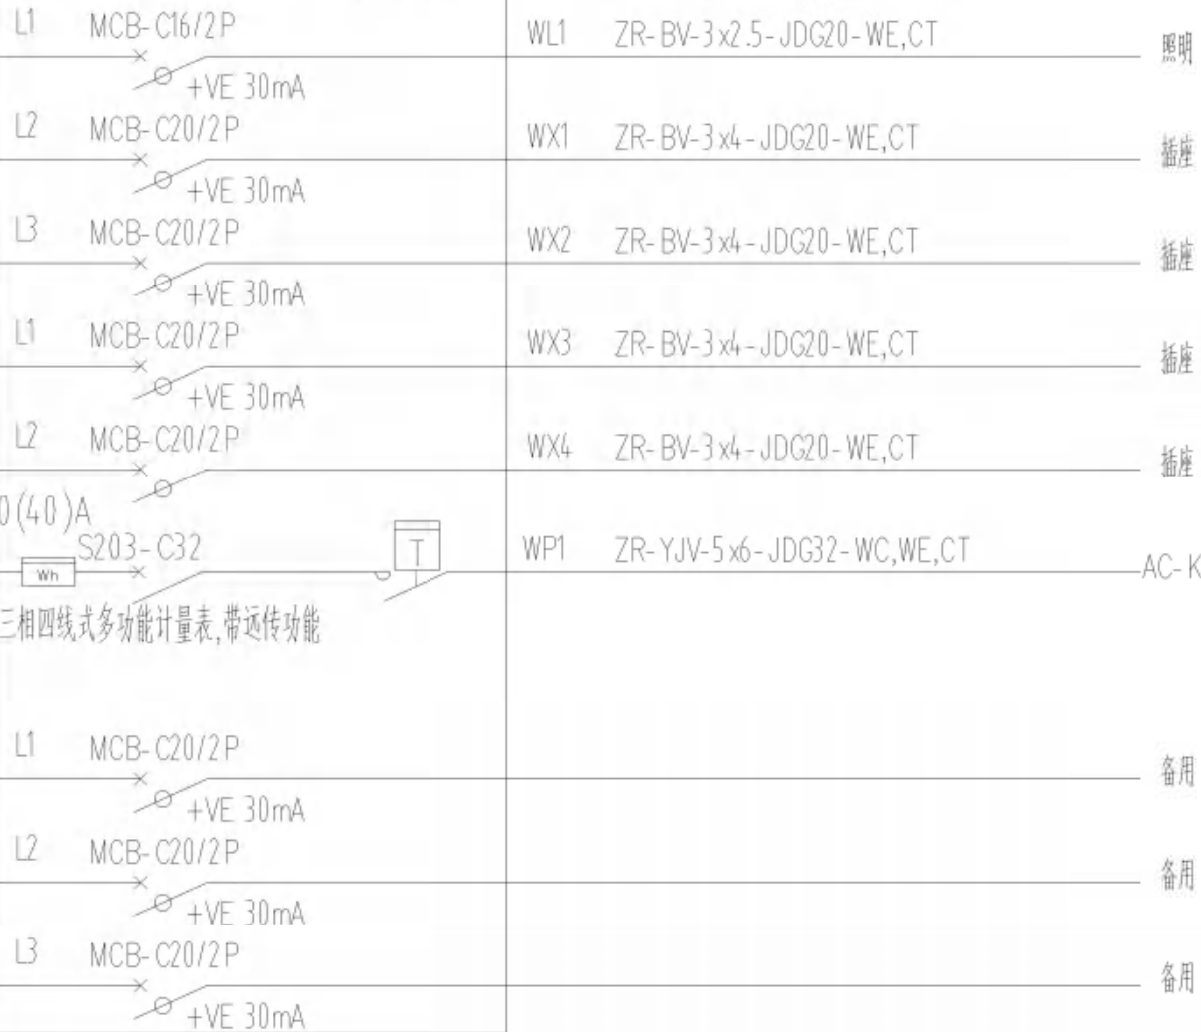 L1 MCB-C16/2P WL1 ZR-BV-3x2.5-JDG20-WE,CT 照明
+VE 30mA
L2 MCB-C20/2P WX1 ZR-BV-3x4-JDG20-WE,CT 插座
+VE 30mA
L3 MCB-C20/2P WX2 ZR-BV-3x4-JDG20-WE,CT 插座
+VE 30mA
L1 MCB-C20/2P WX3 ZR-BV-3x4-JDG20-WE,CT 插座
+VE 30mA
L2 MCB-C20/2P WX4 ZR-BV-3x4-JDG20-WE,CT 插座
0(40)A
S203-C32 T WP1 ZR-YJV-5x6-JDG32-WC,WE,CT AC-K
Wh
三相四线式多功能计量表,带远传功能
L1 MCB-C20/2P 备用
+VE 30mA
L2 MCB-C20/2P 备用
+VE 30mA
L3 MCB-C20/2P 备用
+VE 30mA